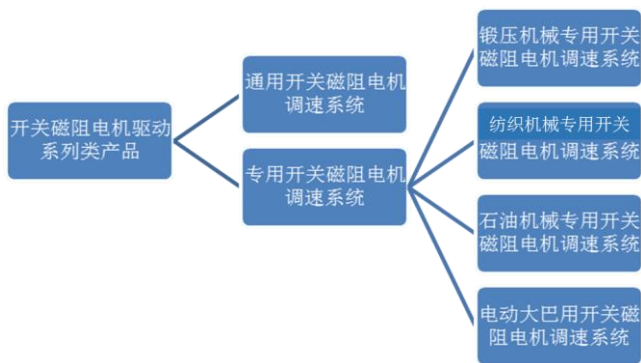 开关磁阻电机驱动
系列类产品
通用开关磁阻电机
调速系统
专用开关磁阻电机
调速系统
锻压机械专用开关
磁阻电机调速系统
纺织机械专用开关
磁阻电机调速系统
石油机械专用开关
磁阻电机调速系统
电动大巴用开关磁
阻电机调速系统